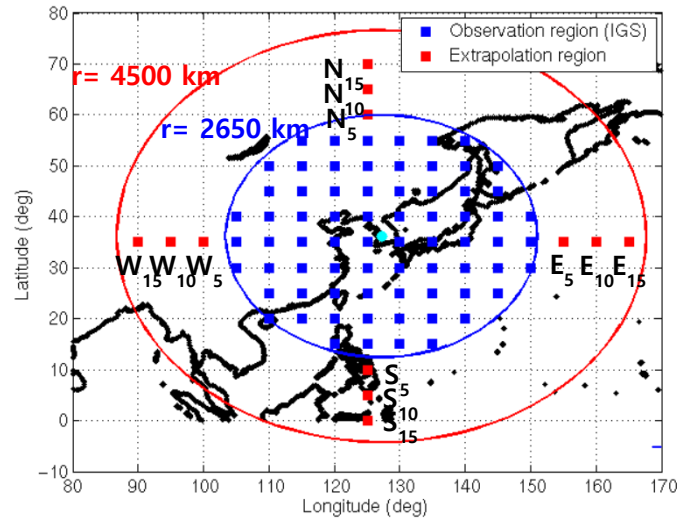 Observation region (IGS)
Extrapolation region
r= 4500 km
r= 2650 km
N15
N10
N5
W15 W10 W5
E5 E10 E15
S5
S10
S15
80
70
60
50
40
30
20
10
0
−10
Latitude (deg)
80 90 100 110 120 130 140 150 160 170
Longitude (deg)